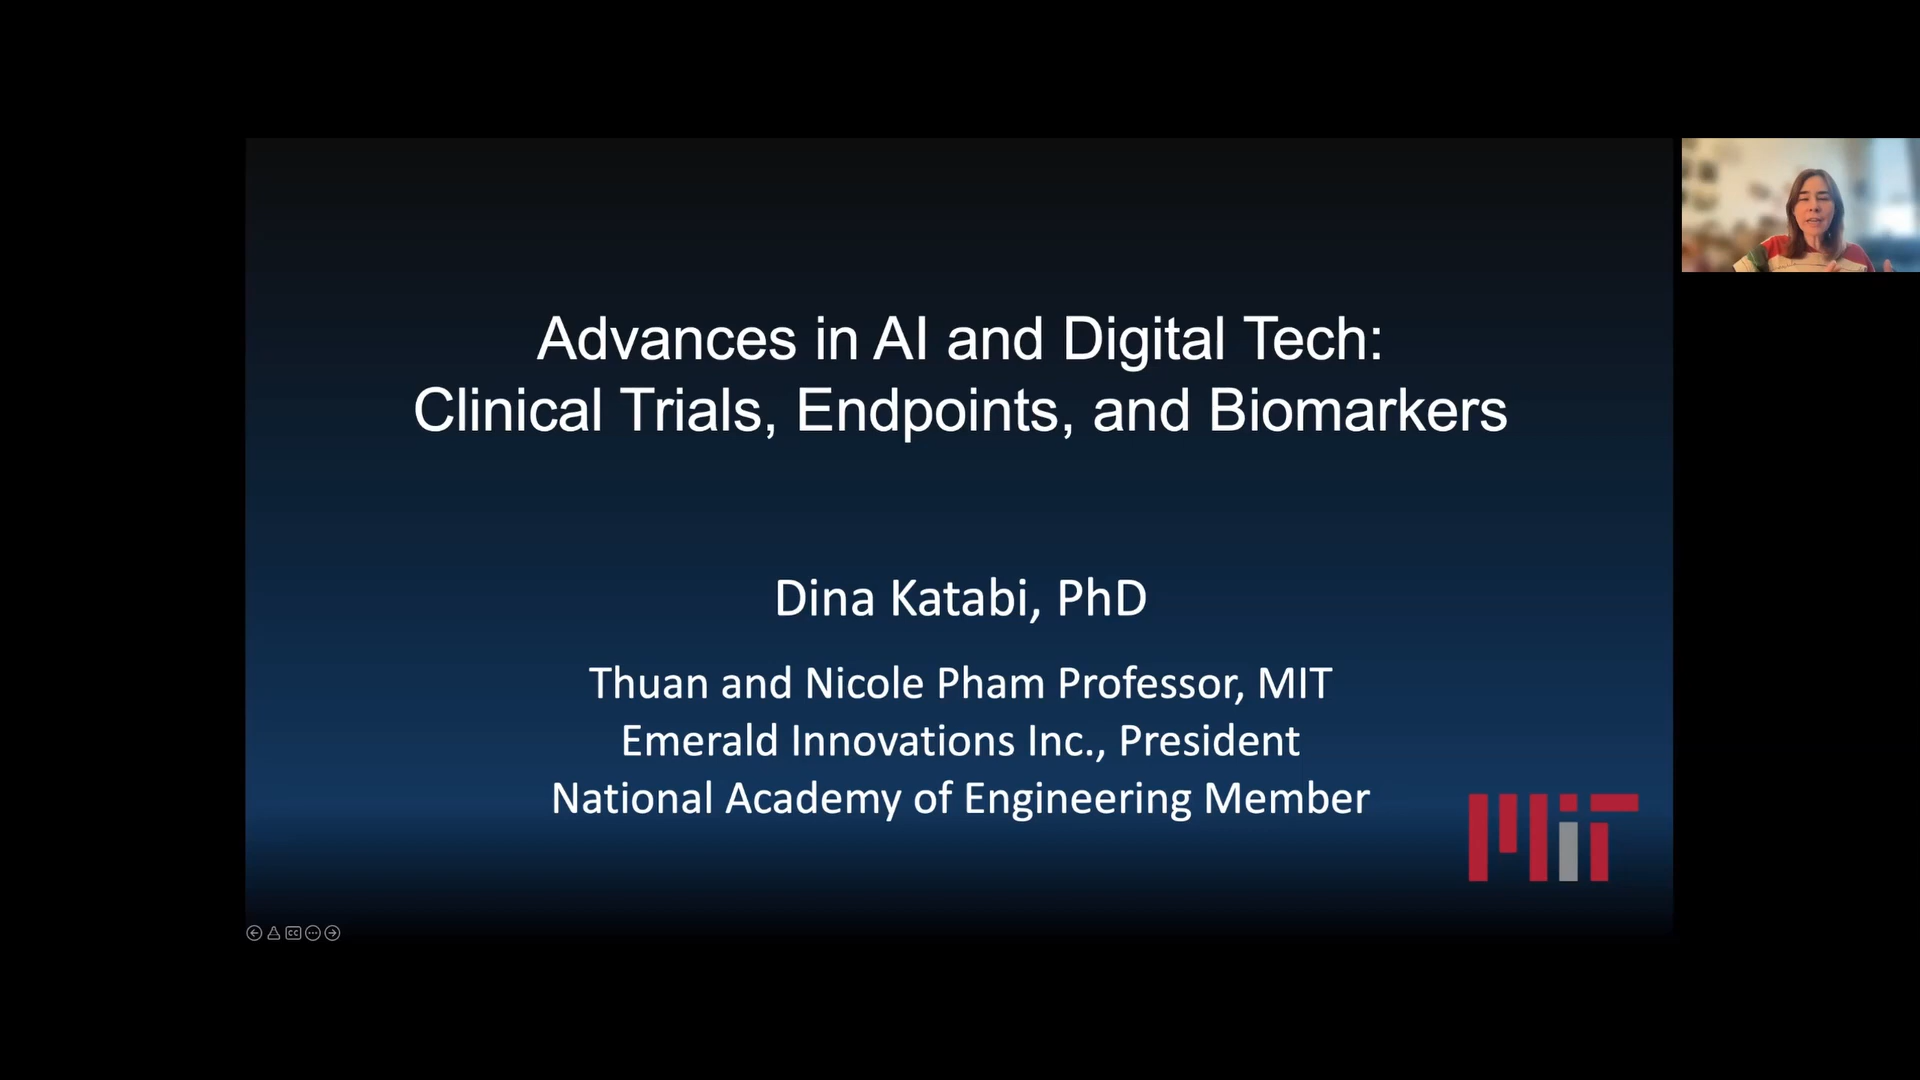 Advances in AI and Digital Tech:
Clinical Trials, Endpoints, and Biomarkers
Dina Katabi, PhD
Thuan and Nicole Pham Professor, MIT
Emerald Innovations Inc., President
National Academy of Engineering Member
MIT
CC